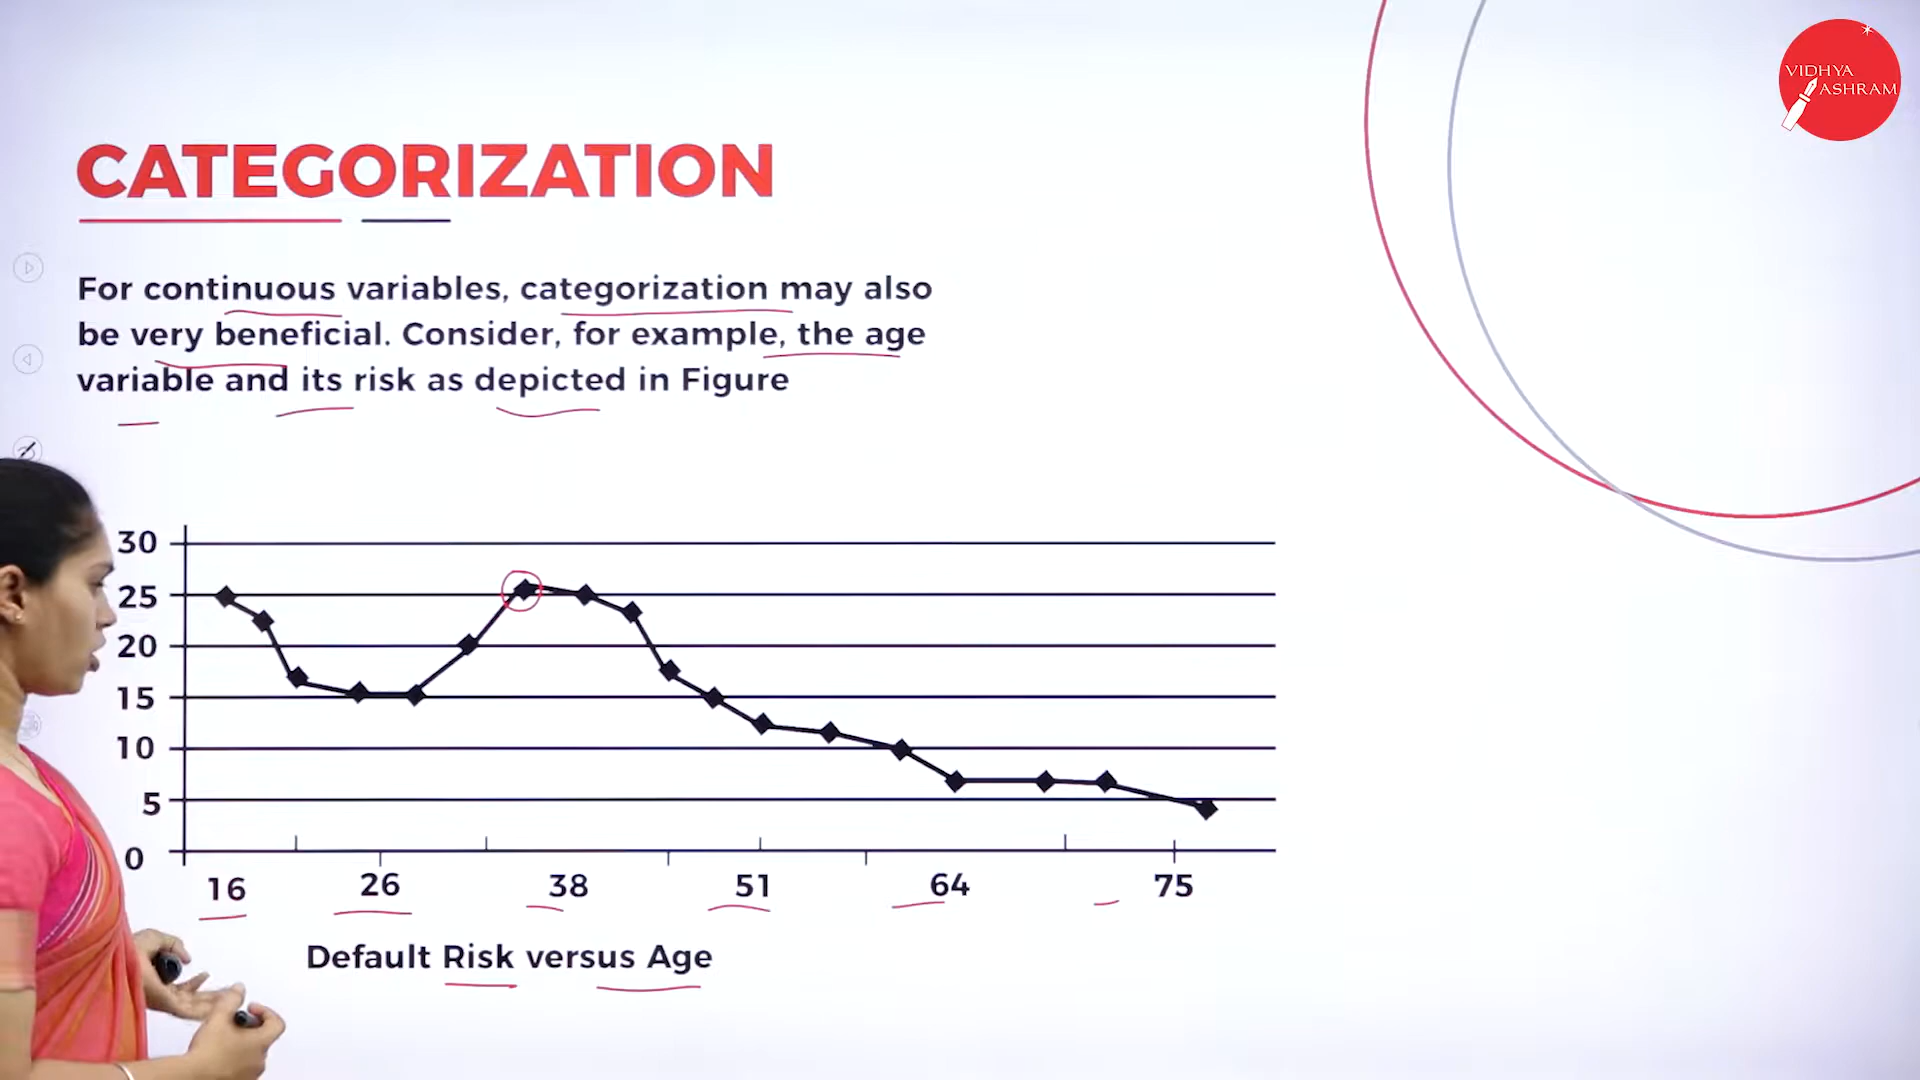 VIDHYA
ASHRAM
CATEGORIZATION
For continuous variables, categorization may also
be very beneficial. Consider, for example, the age
variable and its risk as depicted in Figure
30
25
20
15
10
5
0
16 26 38 51 64 75
Default Risk versus Age